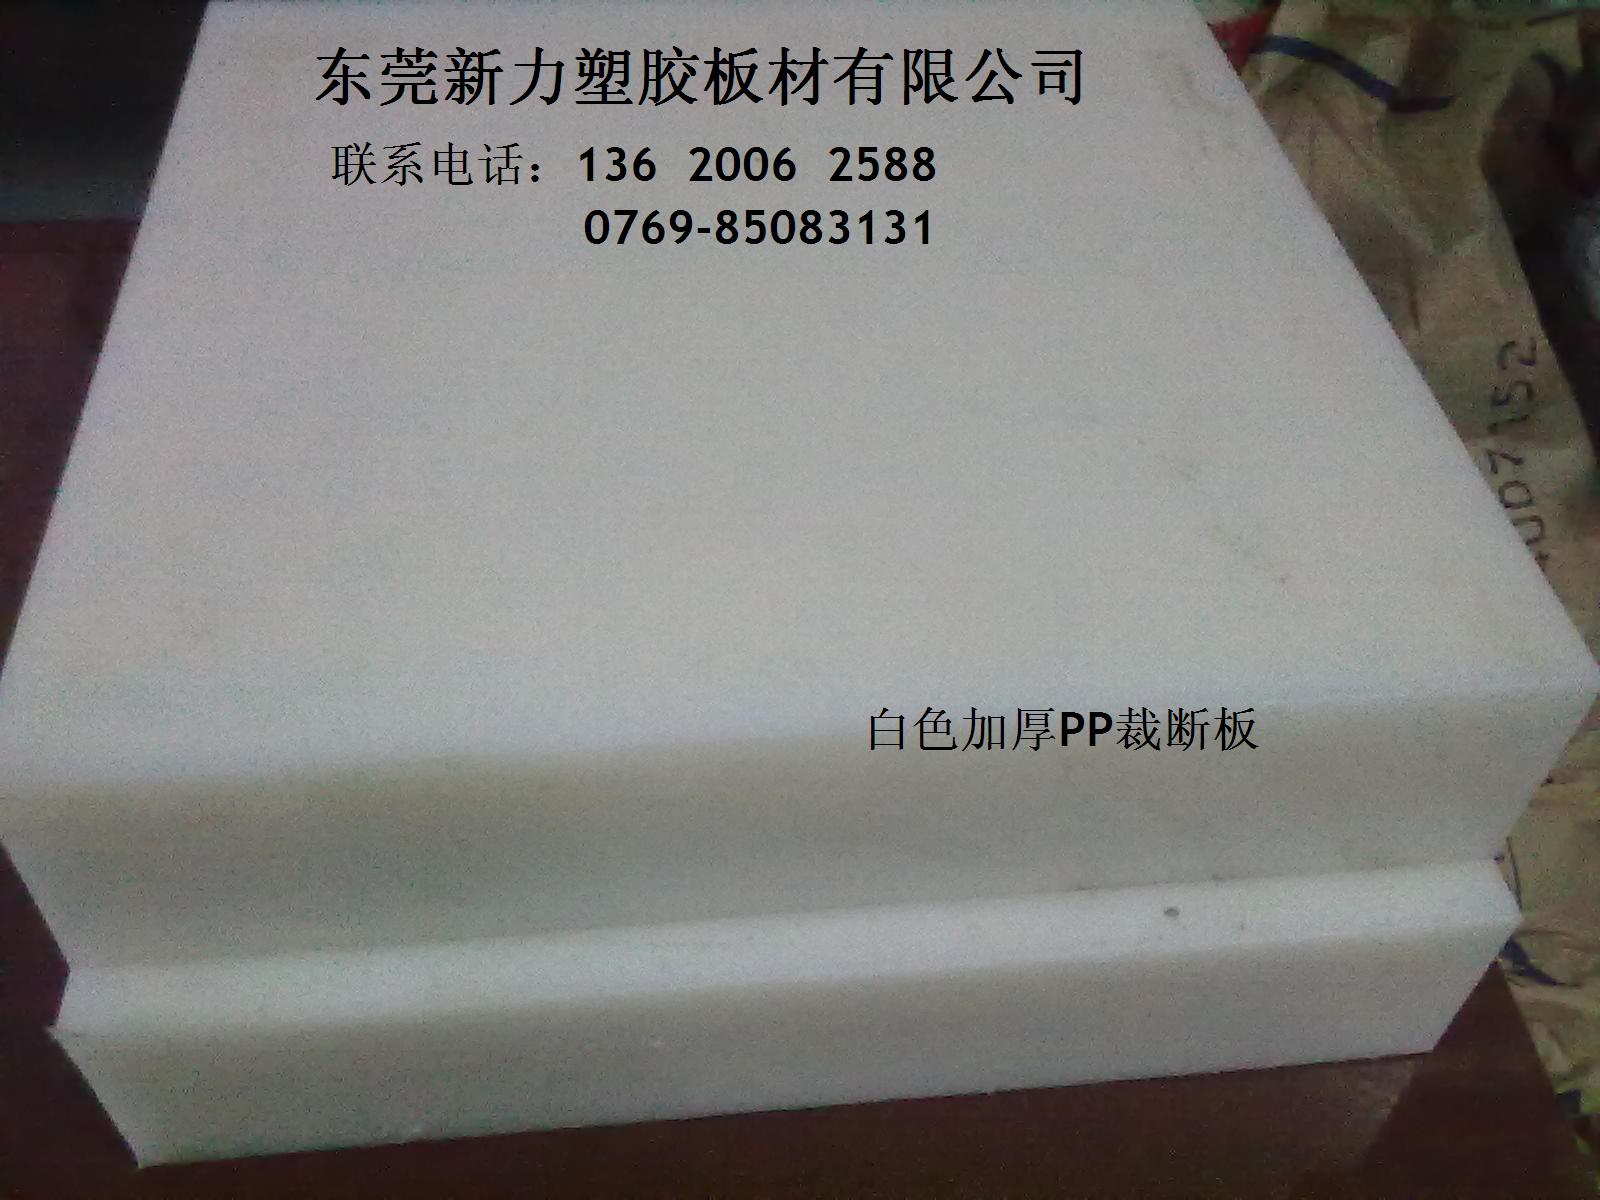 东莞新力塑胶板材有限公司
联系电话：136 2006 2588
0769-85083131
白色加厚PP裁断板